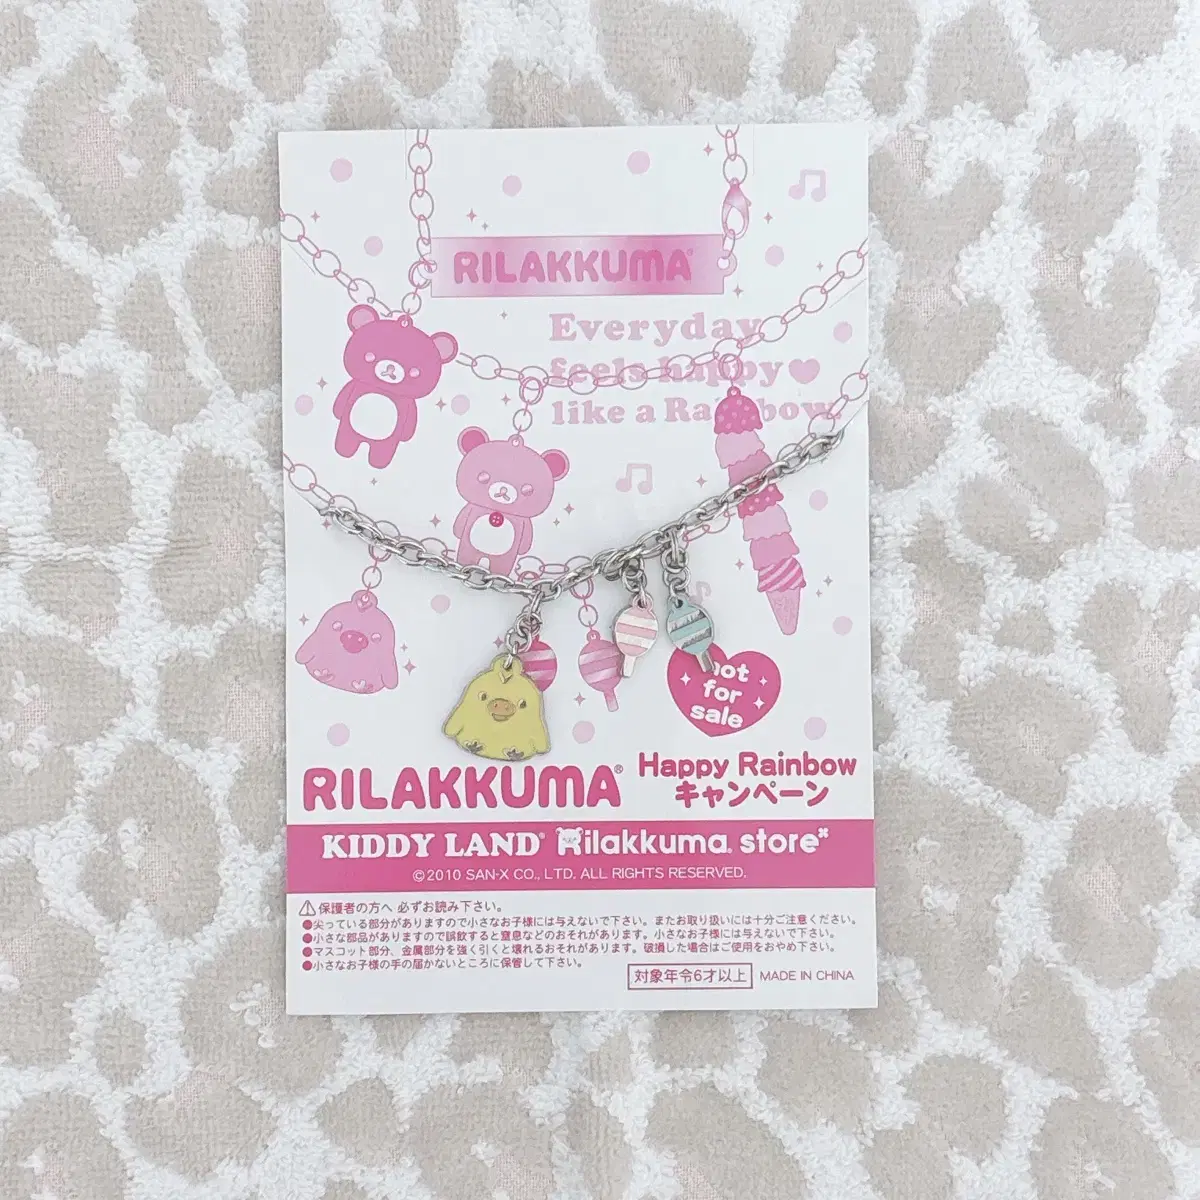 RILAKKUMA®
Everyday
feels happy♥
like a Rainbow.
not
for
sale
RILAKKUMA®
Happy Rainbow
キャンペーン
KIDDY LAND® Rilakkuma store
©2010 SAN-X CO., LTD. ALL RIGHTS RESERVED.
⚠保護者の方へ 必ずお読み下さい。
●尖っている部分がありますので小さなお子様には与えないで下さい。またお取り扱いには十分ご注意ください。
●小さな部品がありますので誤飲すると窒息などのおそれがあります。小さなお子様には与えないで下さい。
●マスコット部分、金属部分を強く引くと壊れるおそれがあります。破損した場合はご使用をおやめ下さい。
●小さなお子様の手の届かないところに保管して下さい。
対象年令6才以上 MADE IN CHINA